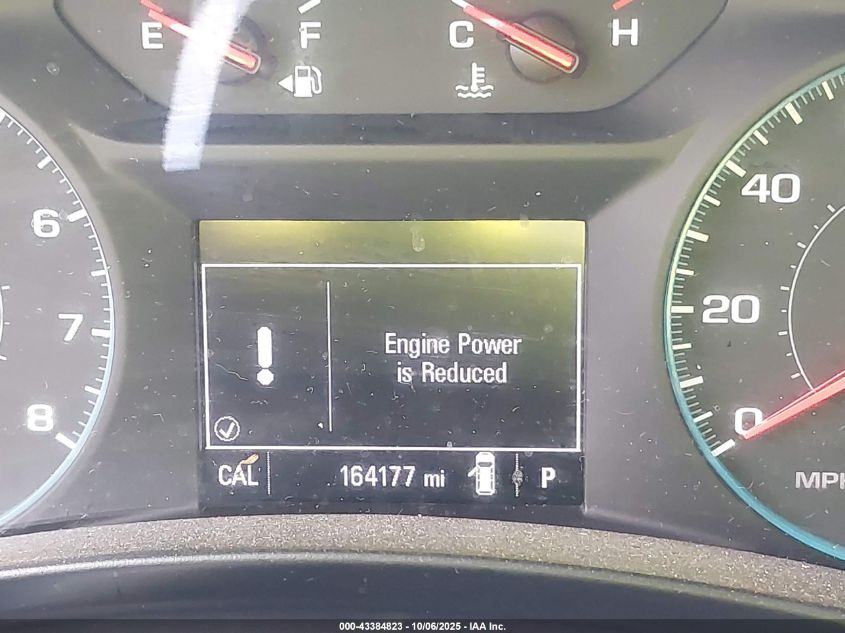 E F C H
6
7
8
40
20
0
MPH
Engine Power
is Reduced
CAL 164177 mi P
000-43384823 - 10/06/2025 - IAA Inc.